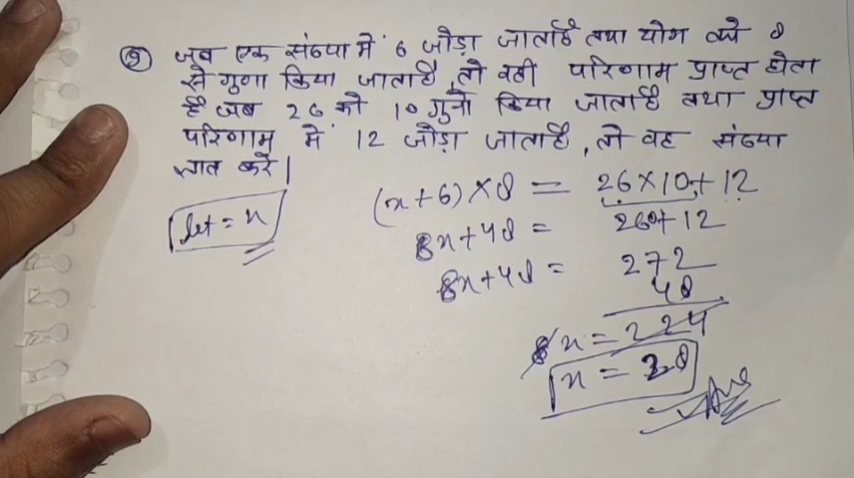 ② जब एक संख्या में 6 जोड़ा जाता है तथा योग को 8
से गुणा किया जाता है, तो वही परिणाम प्राप्त होता
है जब 26 को 10 गुना किया जाता है तथा प्राप्त
परिणाम में 12 जोड़ा जाता है, तो वह संख्या
ज्ञात करे।
let = x
(x+6)×8 = 26×10+12
8x+48 = 260+12
8x+48 = 272
48
8x = 224
x = 28
Ans